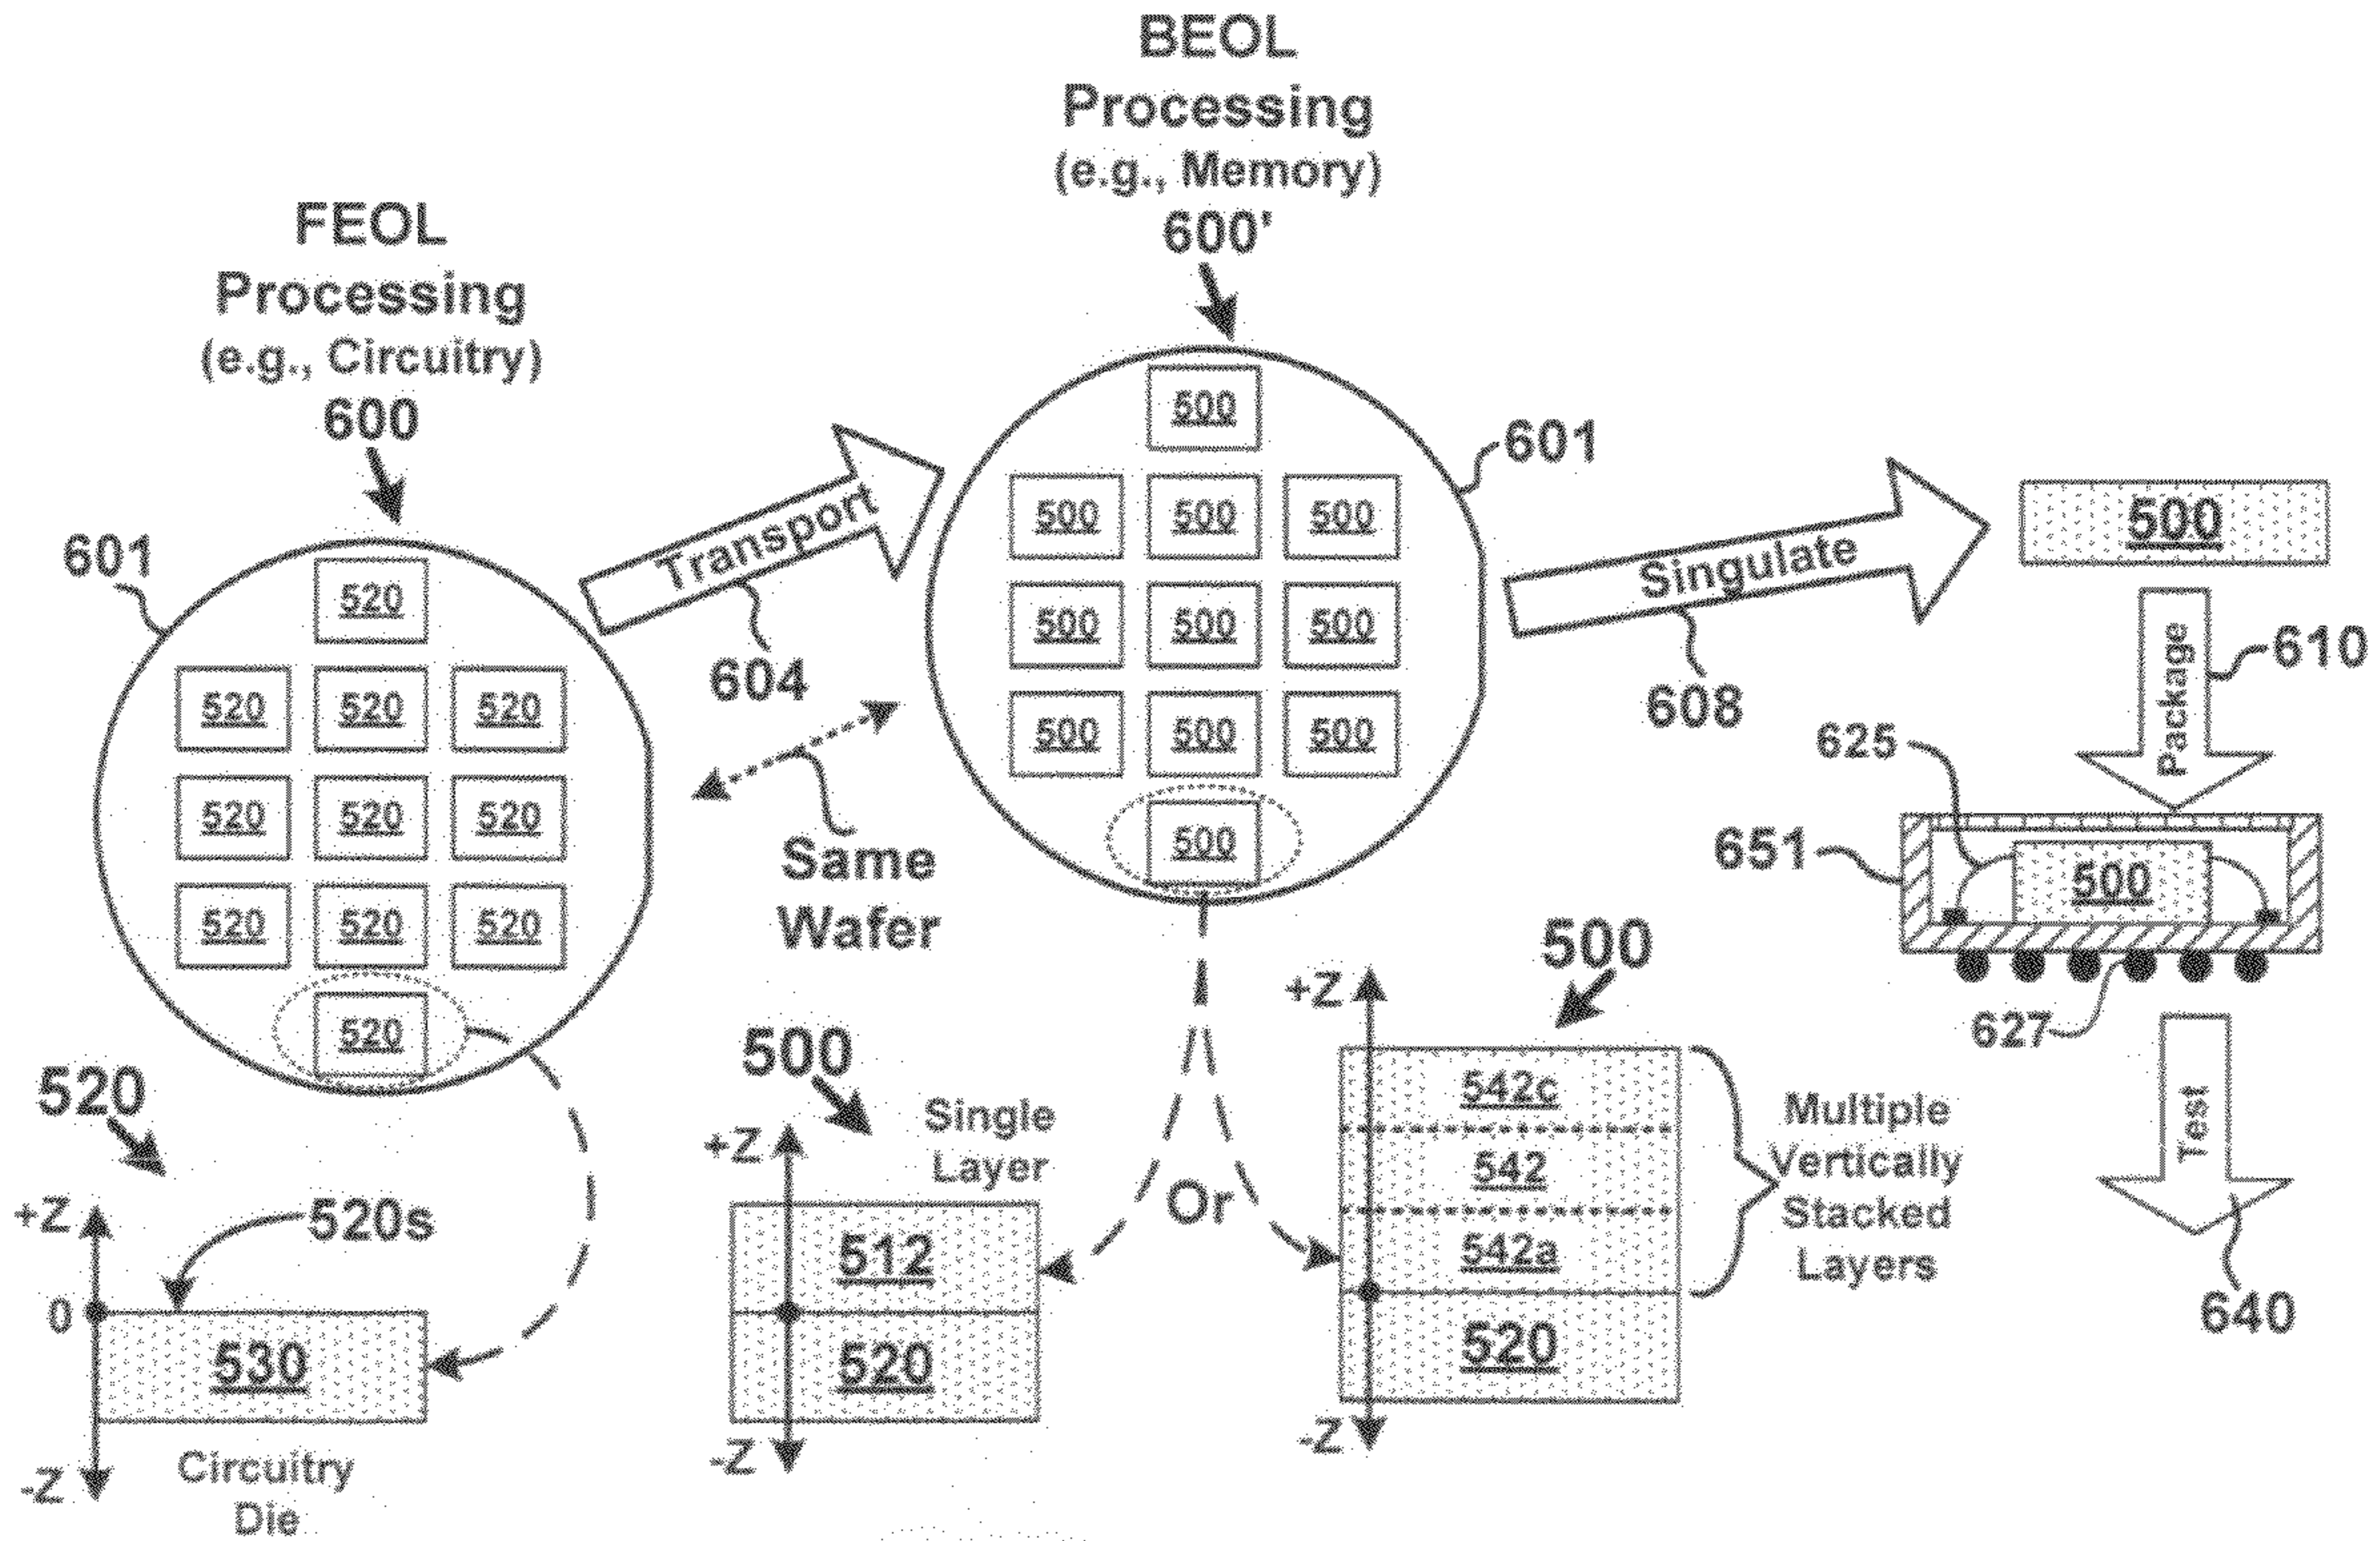 BEOL
Processing
(e.g., Memory)
600'
FEOL
Processing
(e.g., Circuitry)
600
601
520
520 520 520
520 520 520
520 520 520
520
Transport
604
Same
Wafer
601
500
500 500 500
500 500 500
500 500 500
500
Singulate
608
500
Package
610
625
651
500
627
Test
640
520
+Z
520s
0
530
-Z
Circuitry
Die
500
Single
Layer
+Z
512
520
-Z
Or
500
+Z
542c
542
542a
520
-Z
Multiple
Vertically
Stacked
Layers